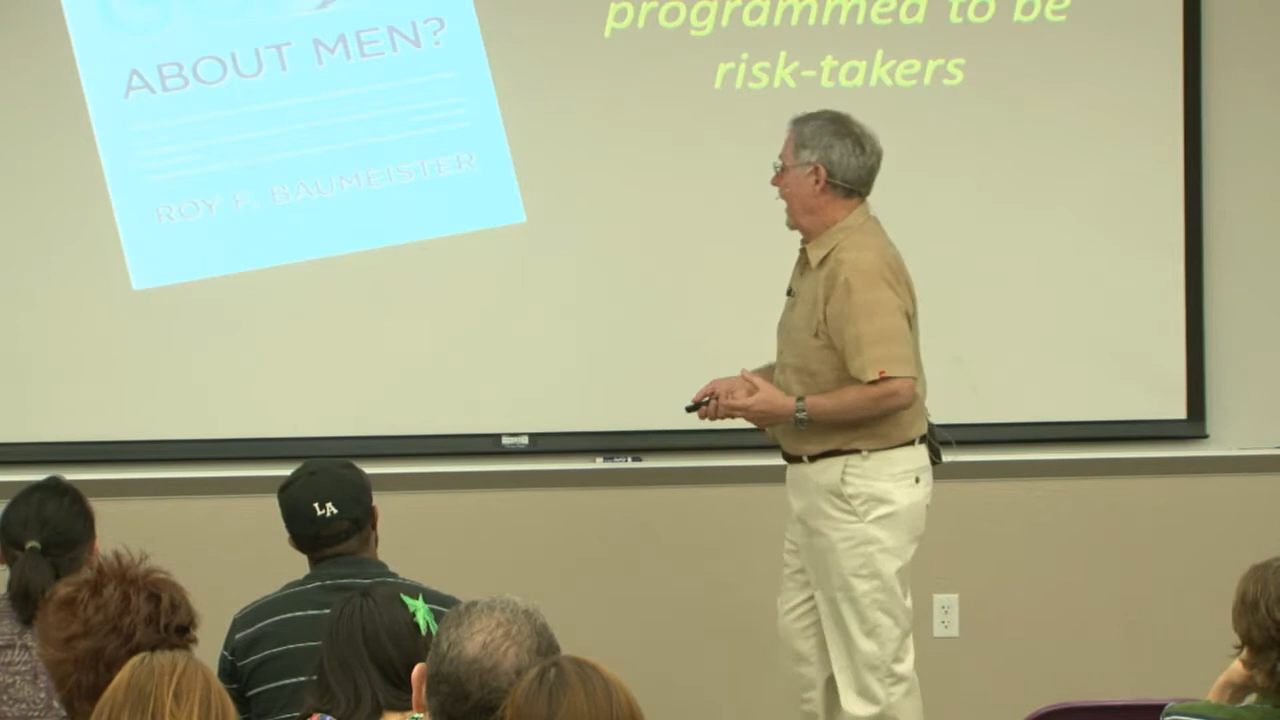 ABOUT MEN?
ROY F. BAUMEISTER
programmed to be
risk-takers
LA